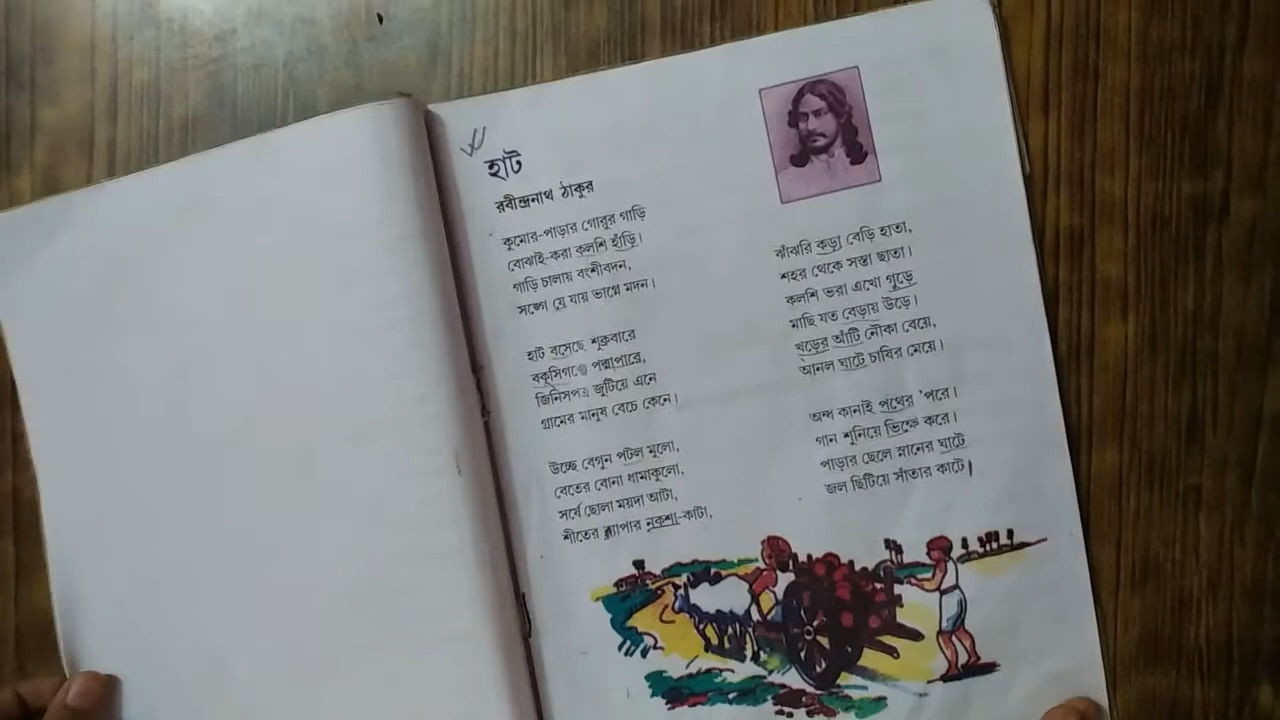 হাট
রবীন্দ্রনাথ ঠাকুর
কুমোর-পাড়ার গোরুর গাড়ি
বোঝাই-করা কলশি হাঁড়ি।
গাড়ি চালায় বংশীবদন,
সঙ্গে যে যায় ভাগ্নে মদন।
হাট বসেছে শুক্রবারে
বক্‌সিগঞ্জে পদ্মাপারে,
জিনিসপত্র জুটিয়ে এনে
গ্রামের মানুষ বেচে কেনে।
উচ্ছে বেগুন পটল মুলো,
বেতের বোনা ধামাকুলো,
সর্ষে ছোলা ময়দা আটা,
শীতের র‍্যাপার নক্‌শা-কাটা,
ঝাঁঝরি কড়া বেড়ি হাতা,
শহর থেকে সস্তা ছাতা।
কলশি ভরা এখো গুড়ে
মাছি যত বেড়ায় উড়ে।
খড়ের আঁটি নৌকা বেয়ে,
আনল ঘাটে চাষির মেয়ে।
অন্ধ কানাই পথের 'পরে।
গান শুনিয়ে ভিক্ষে করে।
পাড়ার ছেলে স্নানের ঘাটে
জল ছিটিয়ে সাঁতার কাটে।